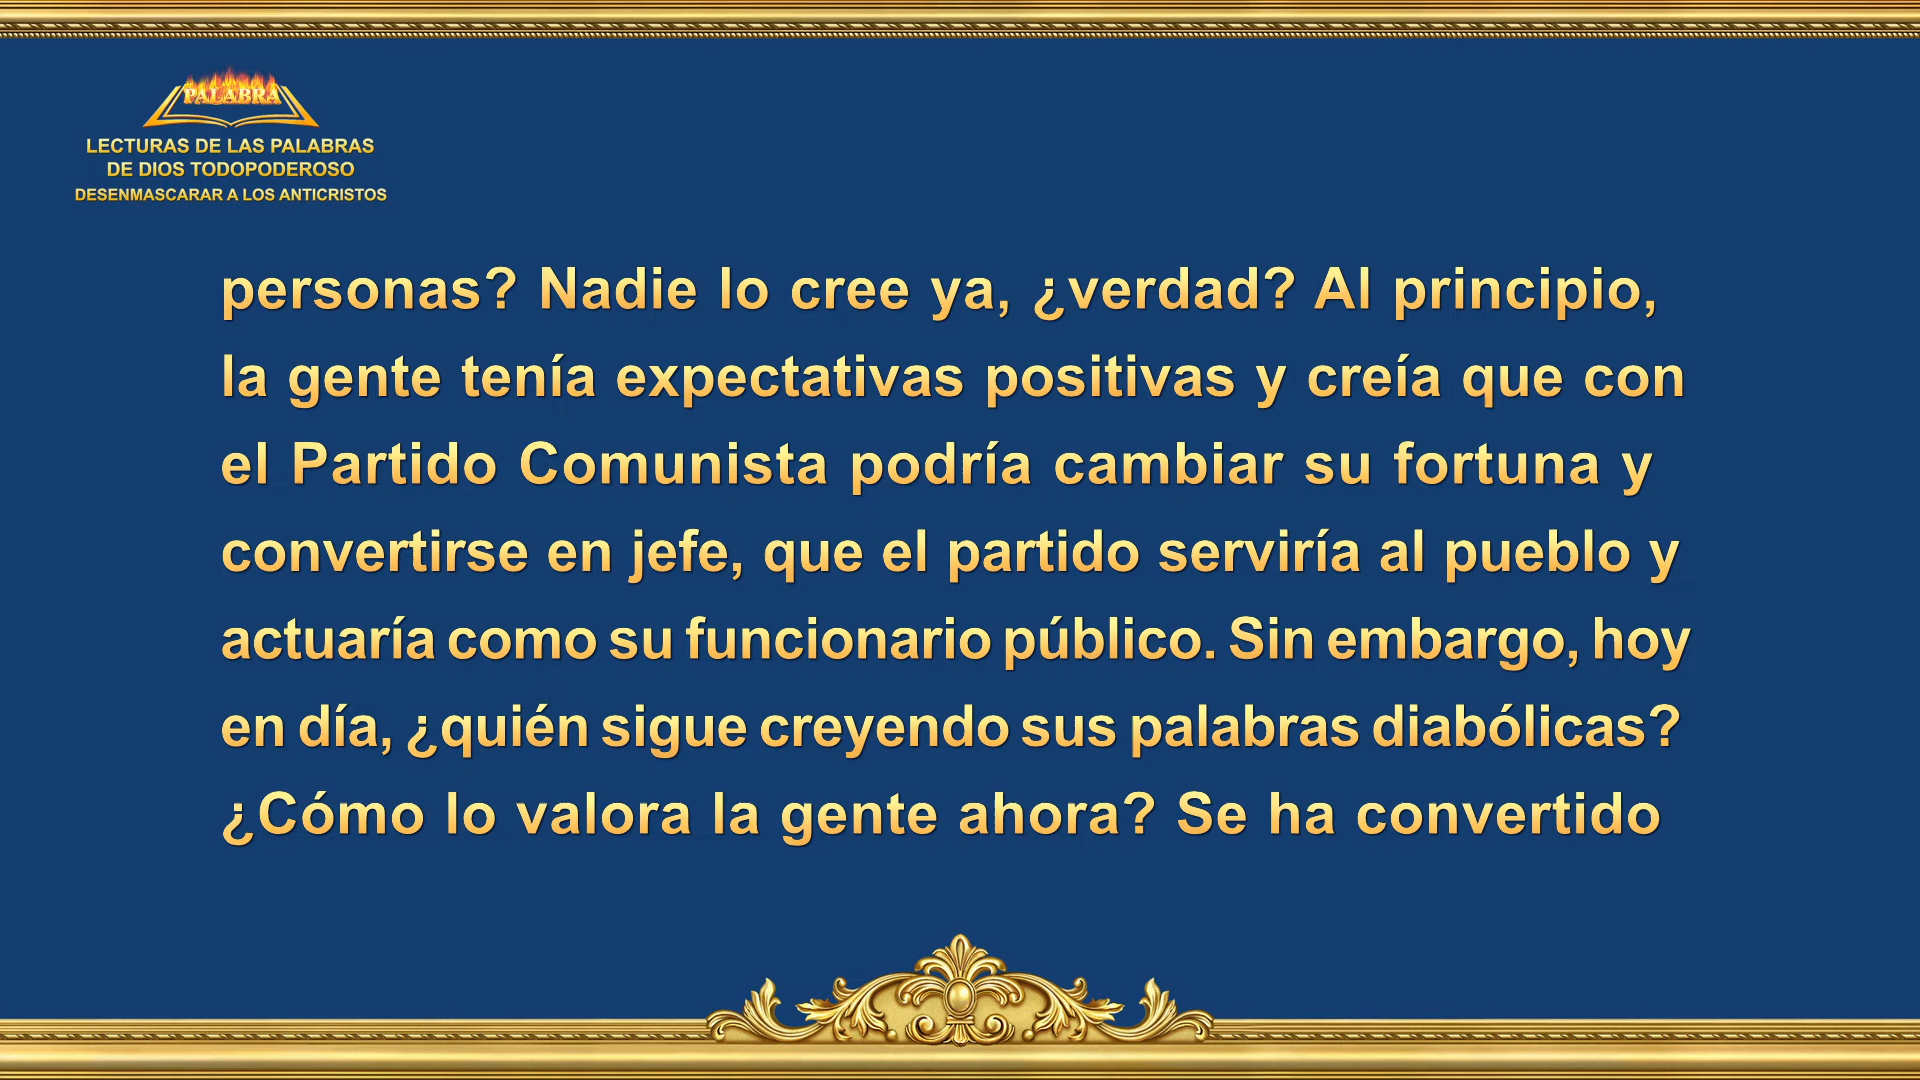 PALABRA
LECTURAS DE LAS PALABRAS
DE DIOS TODOPODEROSO
DESENMASCARAR A LOS ANTICRISTOS
personas? Nadie lo cree ya, ¿verdad? Al principio,
la gente tenía expectativas positivas y creía que con
el Partido Comunista podría cambiar su fortuna y
convertirse en jefe, que el partido serviría al pueblo y
actuaría como su funcionario público. Sin embargo, hoy
en día, ¿quién sigue creyendo sus palabras diabólicas?
¿Cómo lo valora la gente ahora? Se ha convertido